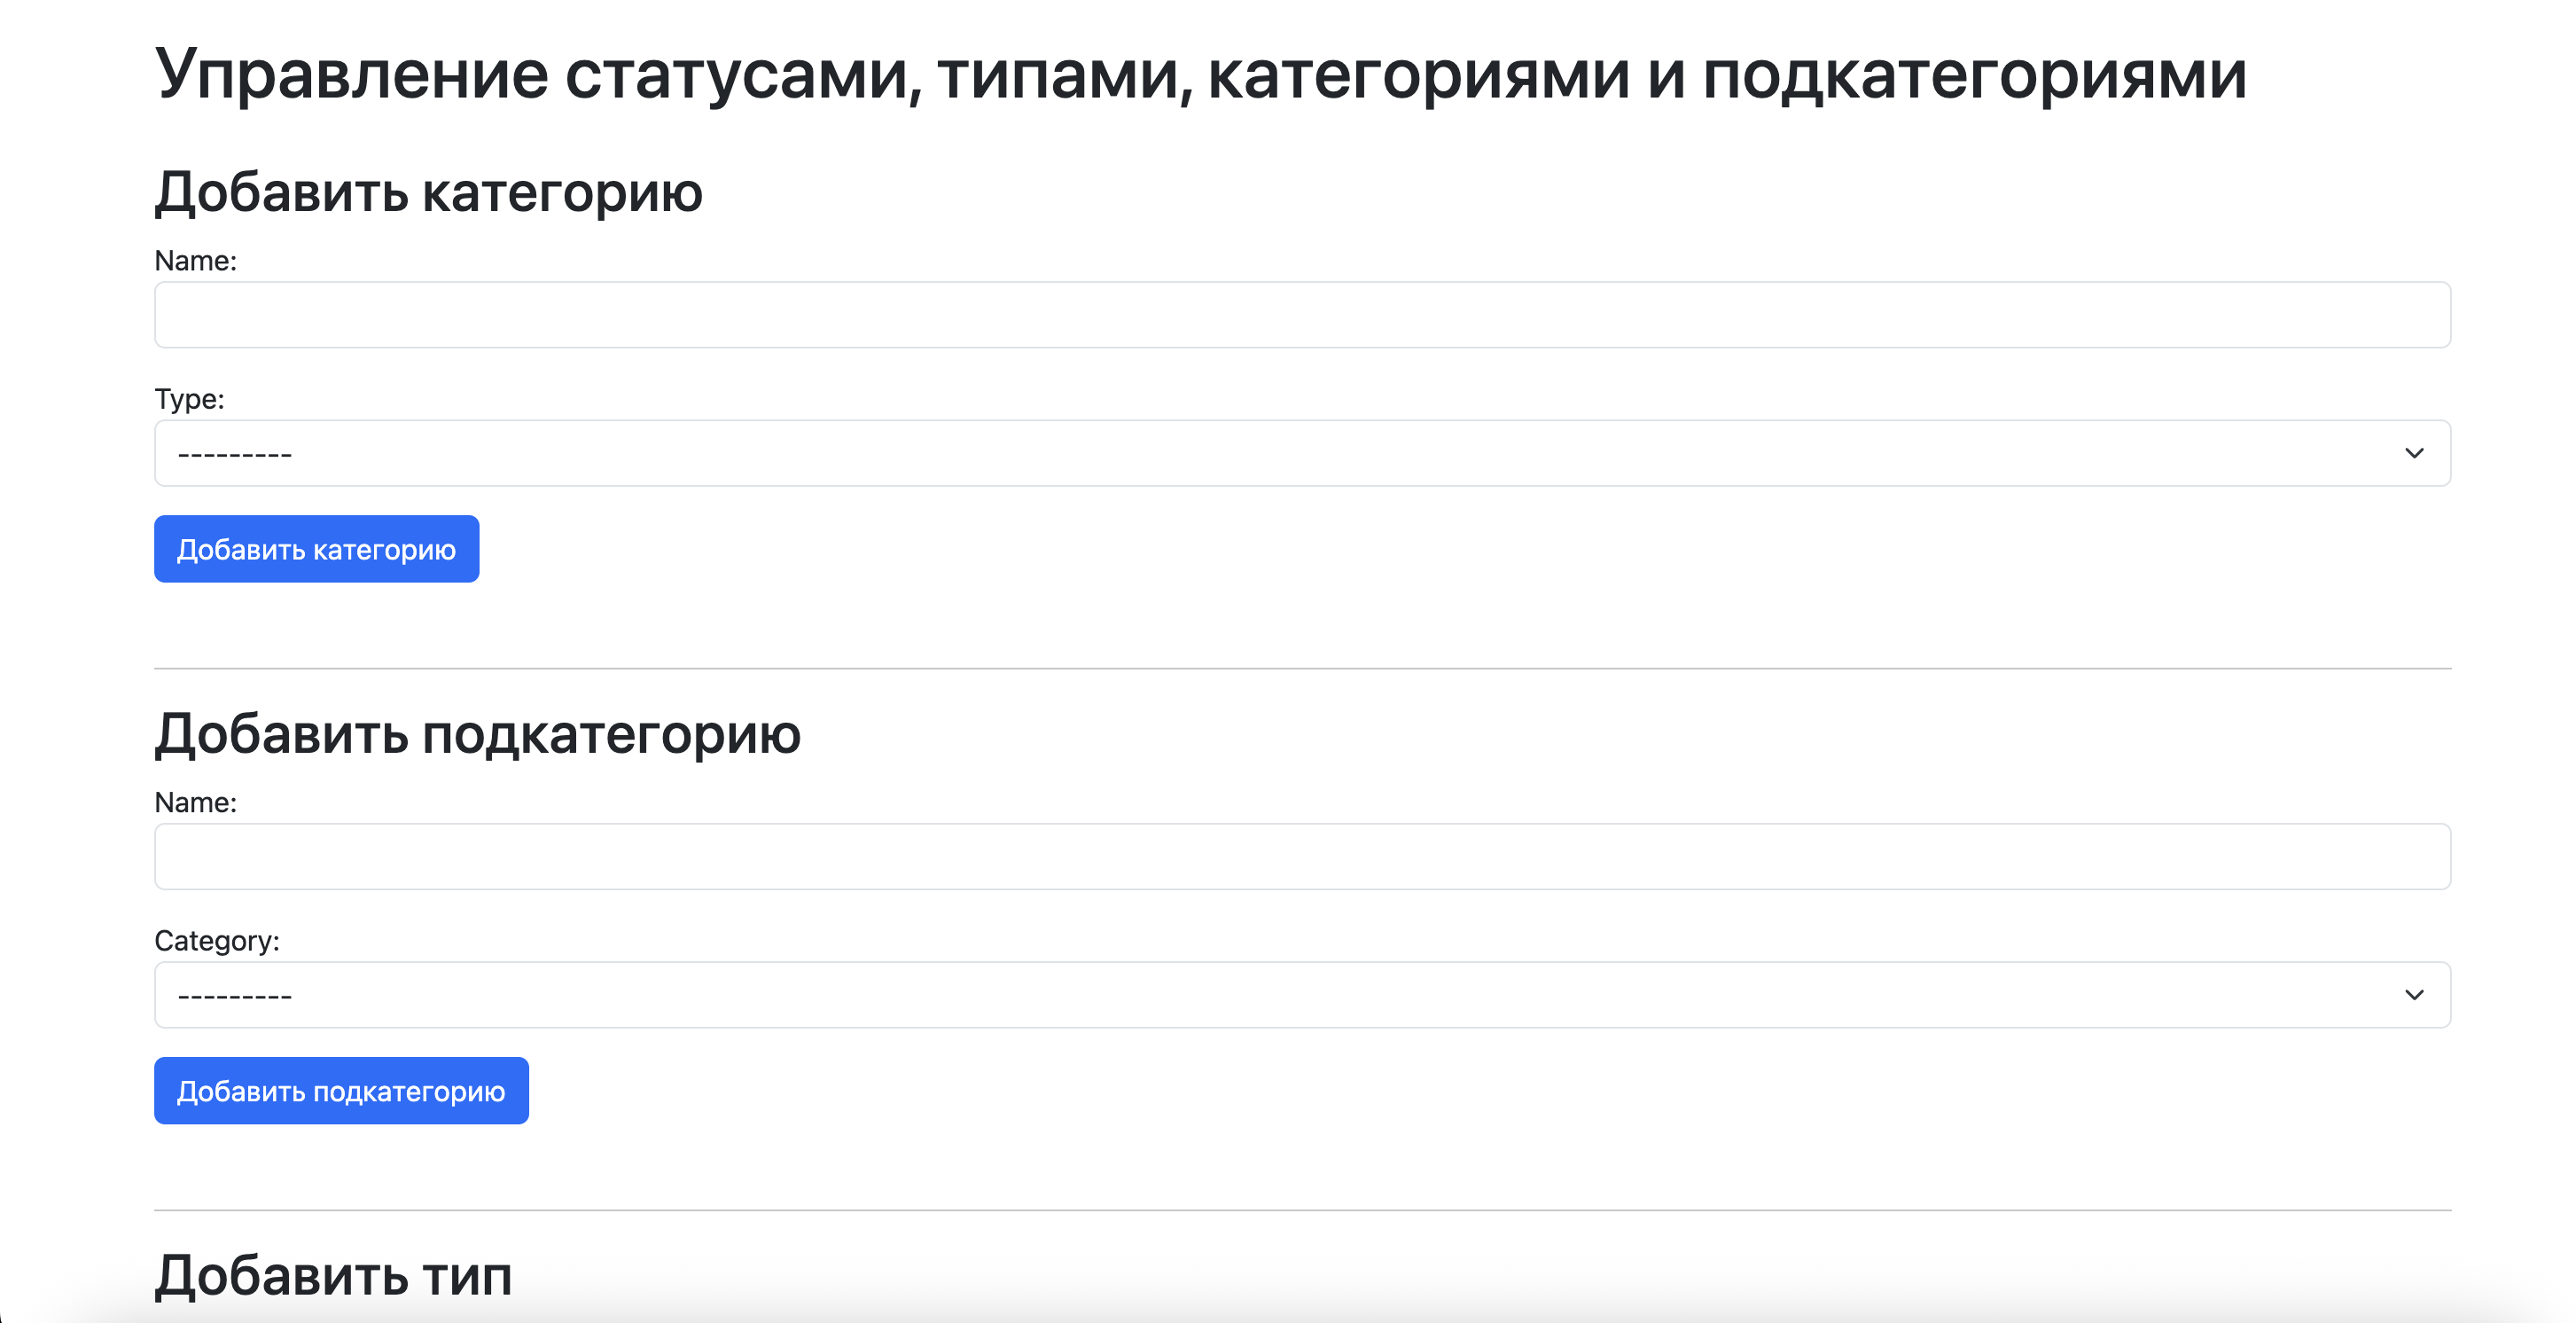 Управление статусами, типами, категориями и подкатегориями
Добавить категорию
Name:
Type:
---------
Добавить категорию
Добавить подкатегорию
Name:
Category:
---------
Добавить подкатегорию
Добавить тип